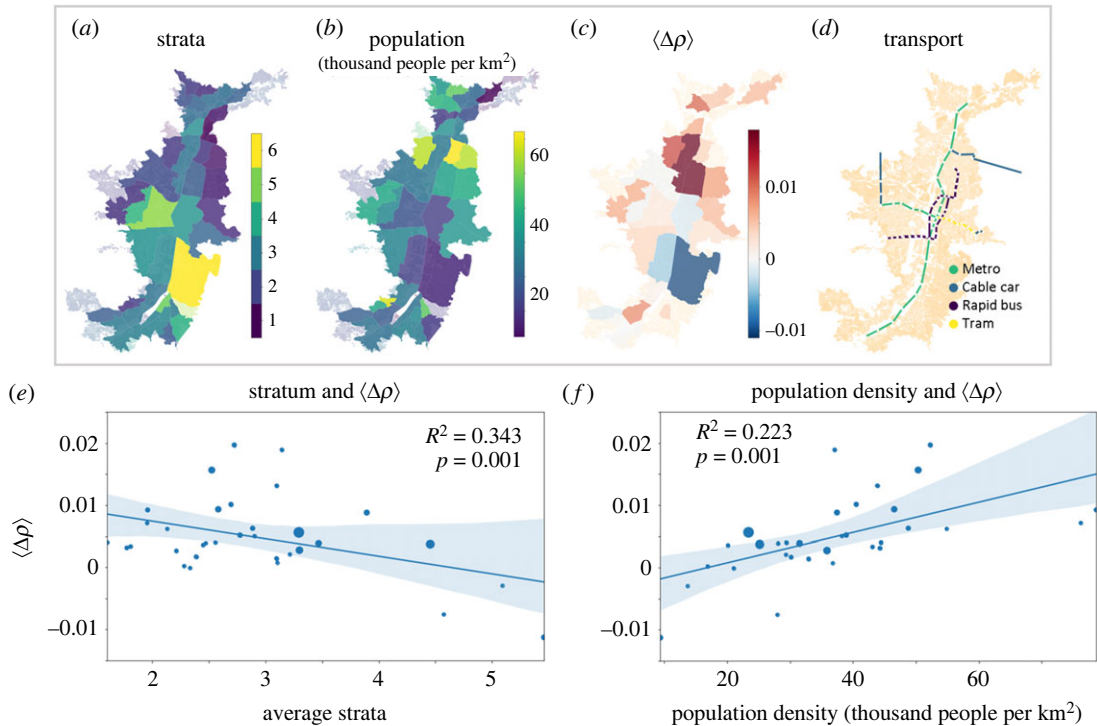 (a)
strata
6
5
4
3
2
1
(b)
population
(thousand people per km²)
60
40
20
(c)
⟨Δρ⟩
0.01
0
–0.01
(d)
transport
Metro
Cable car
Rapid bus
Tram
(e)
stratum and ⟨Δρ⟩
R² = 0.343
p = 0.001
⟨Δρ⟩
0.02
0.01
0
–0.01
2
3
4
5
average strata
(f)
population density and ⟨Δρ⟩
R² = 0.223
p = 0.001
0.02
0.01
0
–0.01
20
40
60
population density (thousand people per km²)